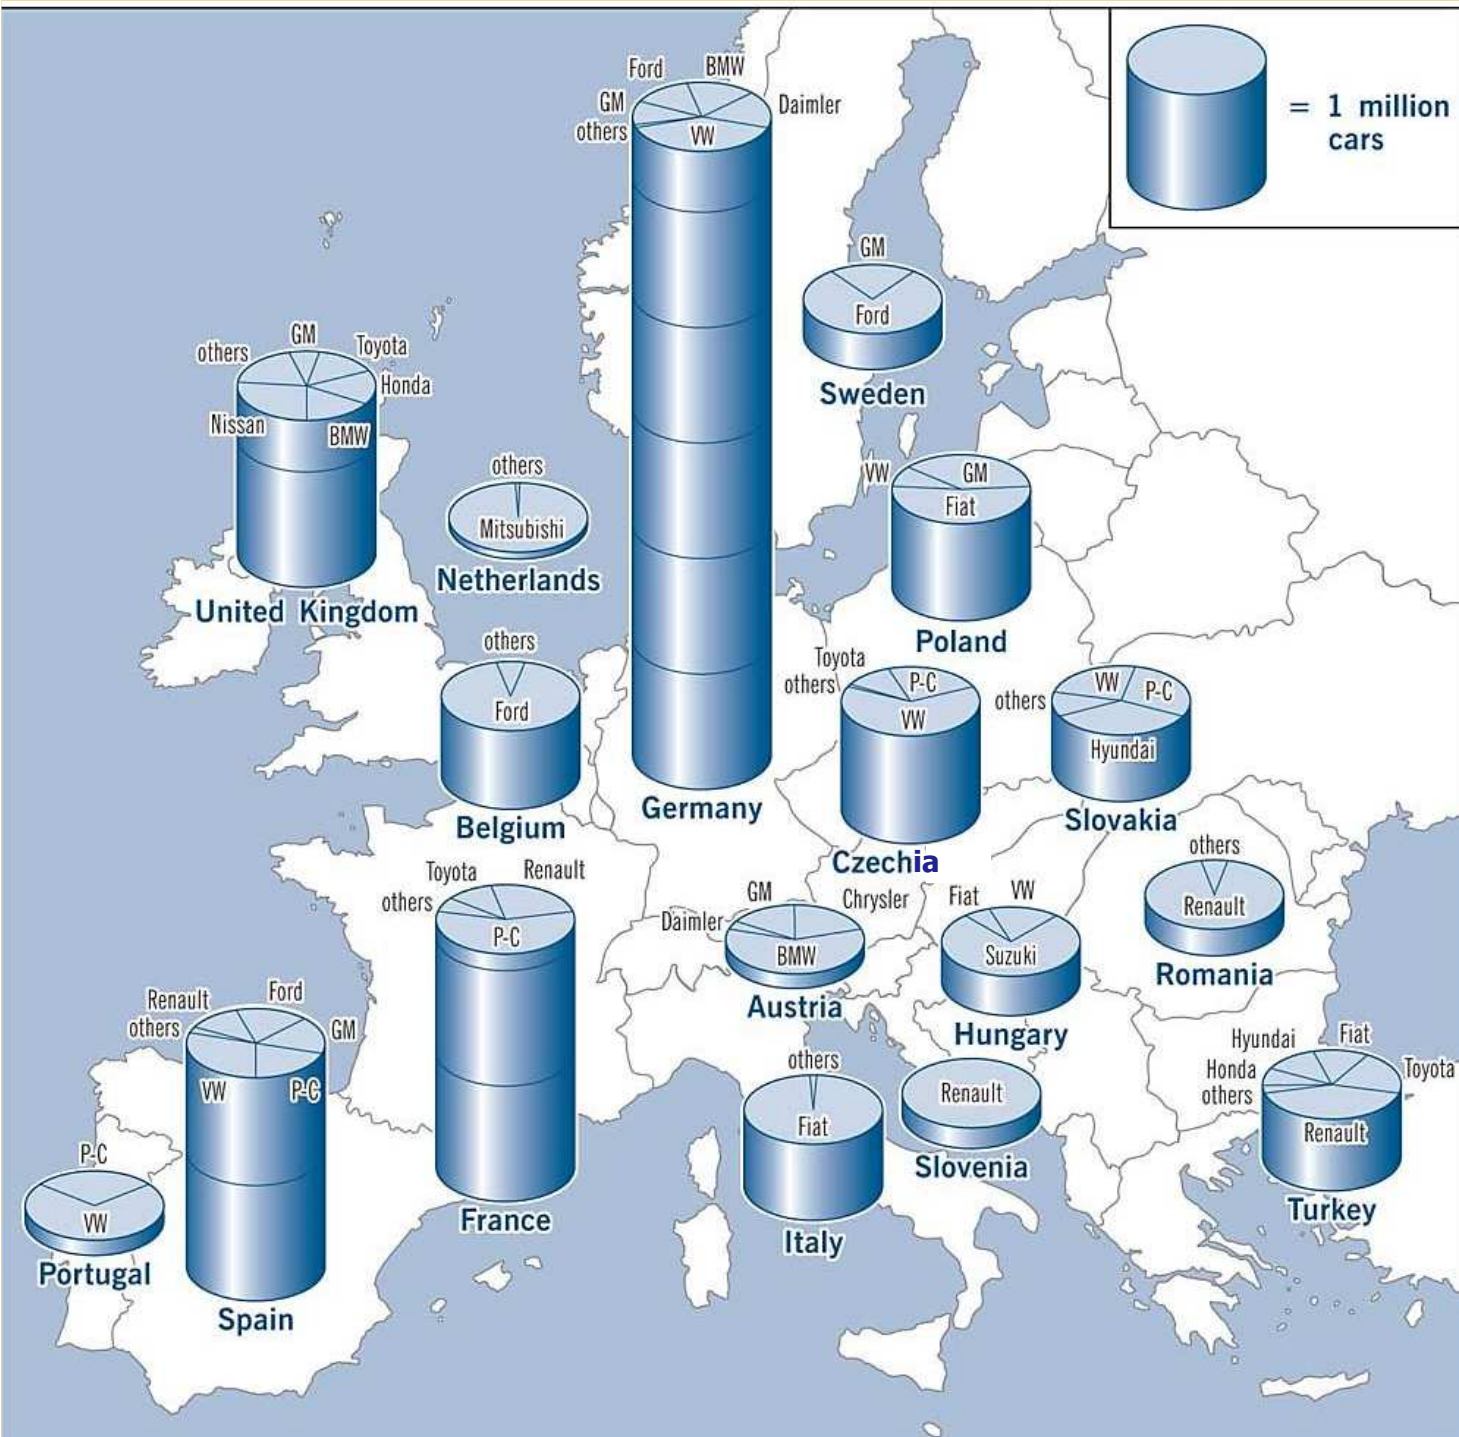 = 1 million
cars
Ford
BMW
GM
Daimler
others
VW
Germany
GM
Ford
Sweden
GM
others
Toyota
Honda
Nissan
BMW
United Kingdom
others
Mitsubishi
Netherlands
VW
GM
Fiat
Poland
others
Ford
Belgium
Toyota
others
P-C
VW
Czechia
VW
P-C
others
Hyundai
Slovakia
others
Renault
Romania
Toyota
Renault
others
P-C
France
GM
Chrysler
Daimler
BMW
Austria
Fiat
VW
Suzuki
Hungary
Renault
Ford
others
GM
VW
P-C
Spain
others
Fiat
Italy
Renault
Slovenia
Hyundai
Fiat
Honda
Toyota
others
Renault
Turkey
P-C
VW
Portugal